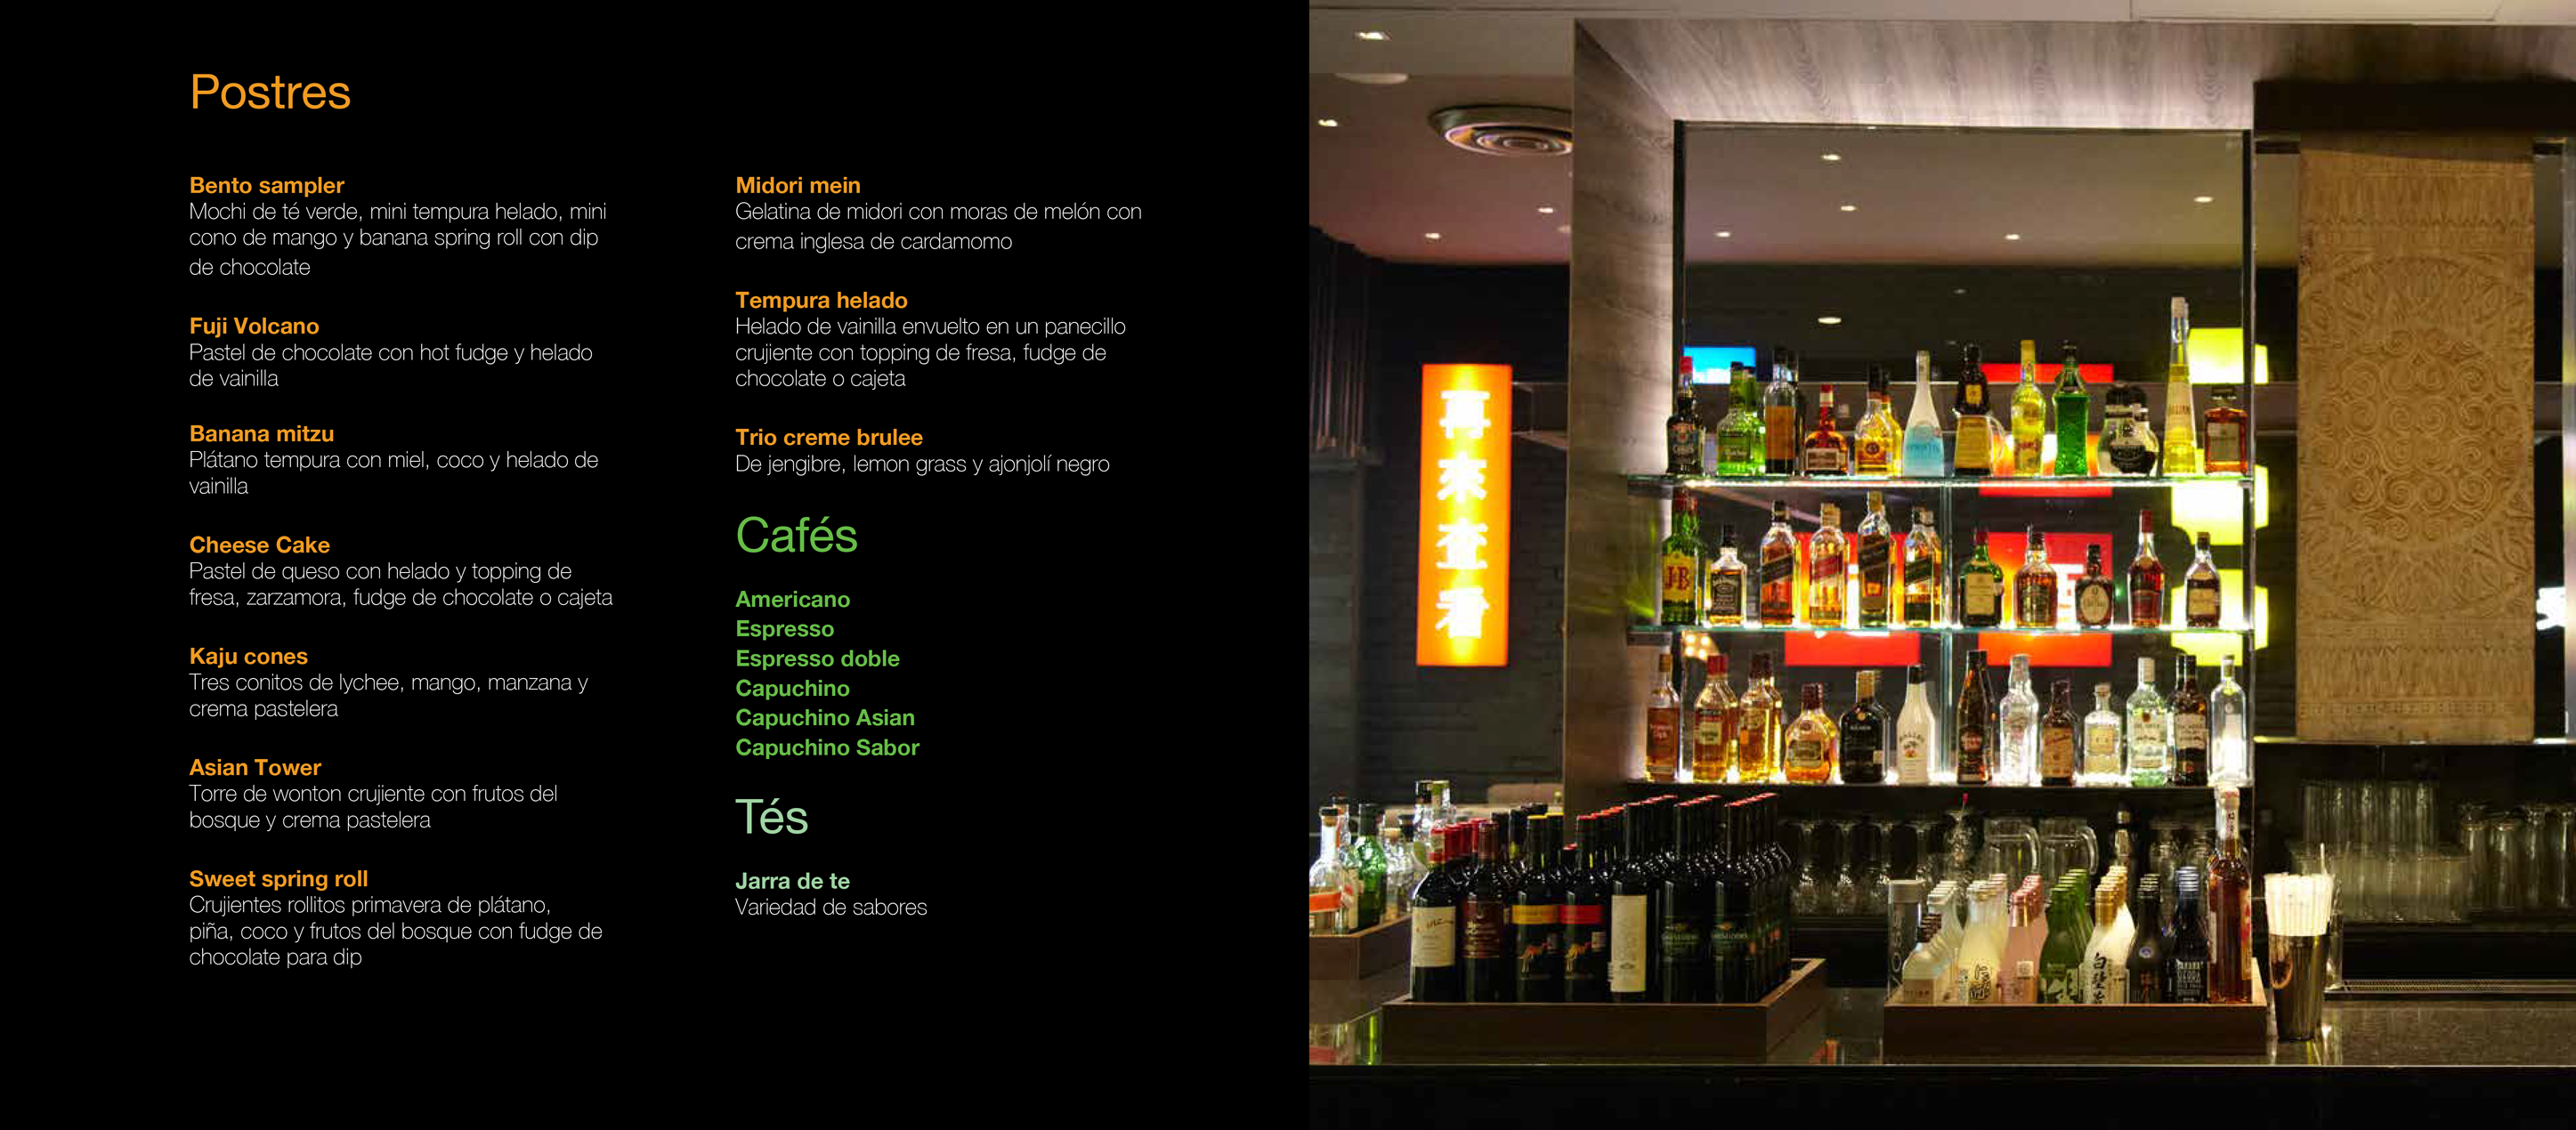 Postres
Bento sampler
Mochi de té verde, mini tempura helado, mini
cono de mango y banana spring roll con dip
de chocolate
Fuji Volcano
Pastel de chocolate con hot fudge y helado
de vainilla
Banana mitzu
Plátano tempura con miel, coco y helado de
vainilla
Cheese Cake
Pastel de queso con helado y topping de
fresa, zarzamora, fudge de chocolate o cajeta
Kaju cones
Tres conitos de lychee, mango, manzana y
crema pastelera
Asian Tower
Torre de wonton crujiente con frutos del
bosque y crema pastelera
Sweet spring roll
Crujientes rollitos primavera de plátano,
piña, coco y frutos del bosque con fudge de
chocolate para dip
Midori mein
Gelatina de midori con moras de melón con
crema inglesa de cardamomo
Tempura helado
Helado de vainilla envuelto en un panecillo
crujiente con topping de fresa, fudge de
chocolate o cajeta
Trio creme brulee
De jengibre, lemon grass y ajonjolí negro
Cafés
Americano
Espresso
Espresso doble
Capuchino
Capuchino Asian
Capuchino Sabor
Tés
Jarra de te
Variedad de sabores
再來查看
J&B